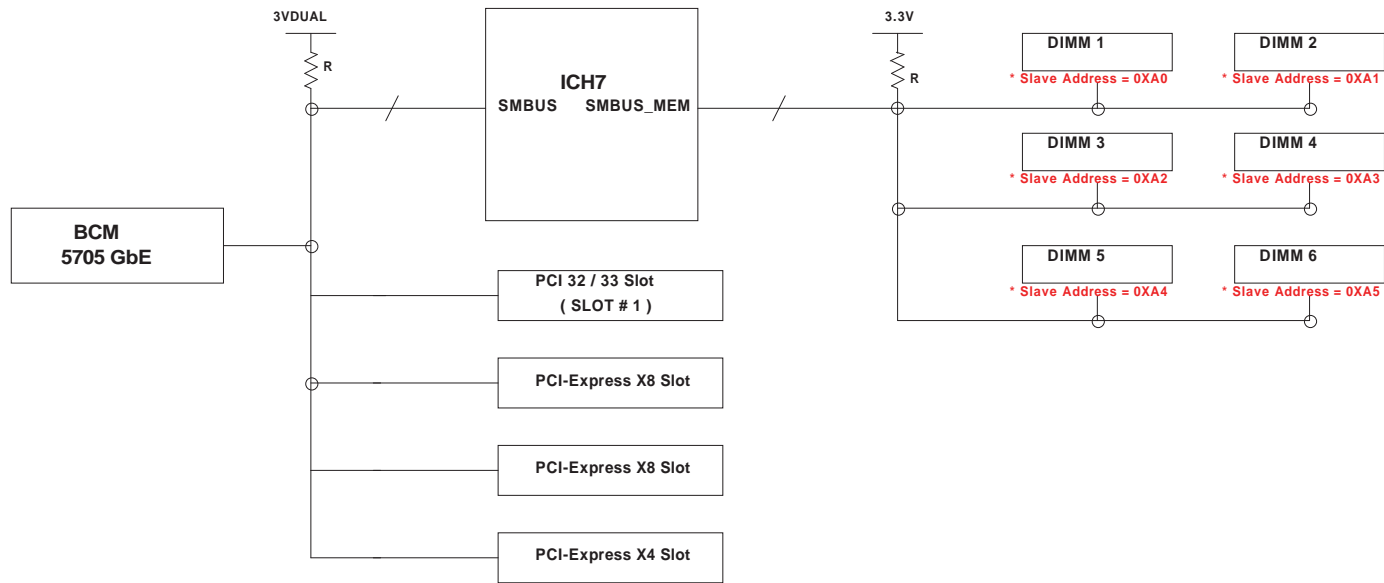 3VDUAL
R
ICH7
SMBUS SMBUS_MEM
3.3V
R
DIMM 1
* Slave Address = 0XA0
DIMM 2
* Slave Address = 0XA1
DIMM 3
* Slave Address = 0XA2
DIMM 4
* Slave Address = 0XA3
DIMM 5
* Slave Address = 0XA4
DIMM 6
* Slave Address = 0XA5
BCM
5705 GbE
PCI 32 / 33 Slot
( SLOT # 1 )
PCI-Express X8 Slot
PCI-Express X8 Slot
PCI-Express X4 Slot